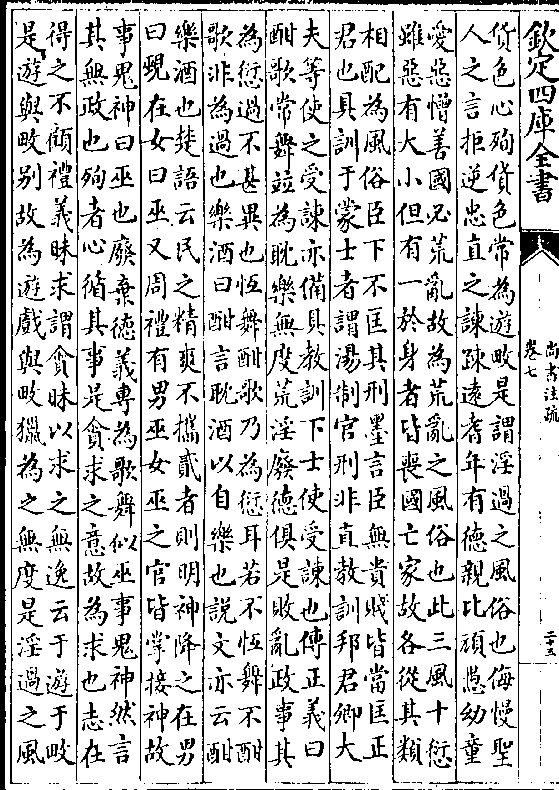 欽定四庫全書
尚書注疏
卷七
二十五
貨色心殉貨色常為遊畋是謂淫過之風俗也侮慢聖
人之言拒逆忠直之諫踈遠耆年有德親比頑愚幼童
愛惡憎善國必荒亂故為荒亂之風俗也此三風十愆
雖惡有大小但有一於身者皆喪國亡家故各從其類
相配為風俗臣下不匡其刑墨言臣無貴賤皆當匡正
君也具訓于蒙士者謂湯制官刑非直教訓邦君卿大
夫等使之受諫亦備具教訓下士使受諫也傳正義曰
酣歌常舞竝為耽樂無度荒淫廢德俱是敗亂政事其
為愆過不甚異也恆舞酣歌乃為愆耳若不恆舞不酣
歌非為過也樂酒曰酣言耽酒以自樂也說文亦云酣
樂酒也楚語云民之精爽不攜貳者則明神降之在男
曰覡在女曰巫又周禮有男巫女巫之官皆掌接神故
事鬼神曰巫也廢棄德義專為歌舞似巫事鬼神然言
其無政也殉者心循其事是貪求之意故為求也志在
得之不顧禮義昧求謂貪昧以求之無逸云于遊于畋
是遊與畋别故為遊戲與畋獵為之無度是淫過之風